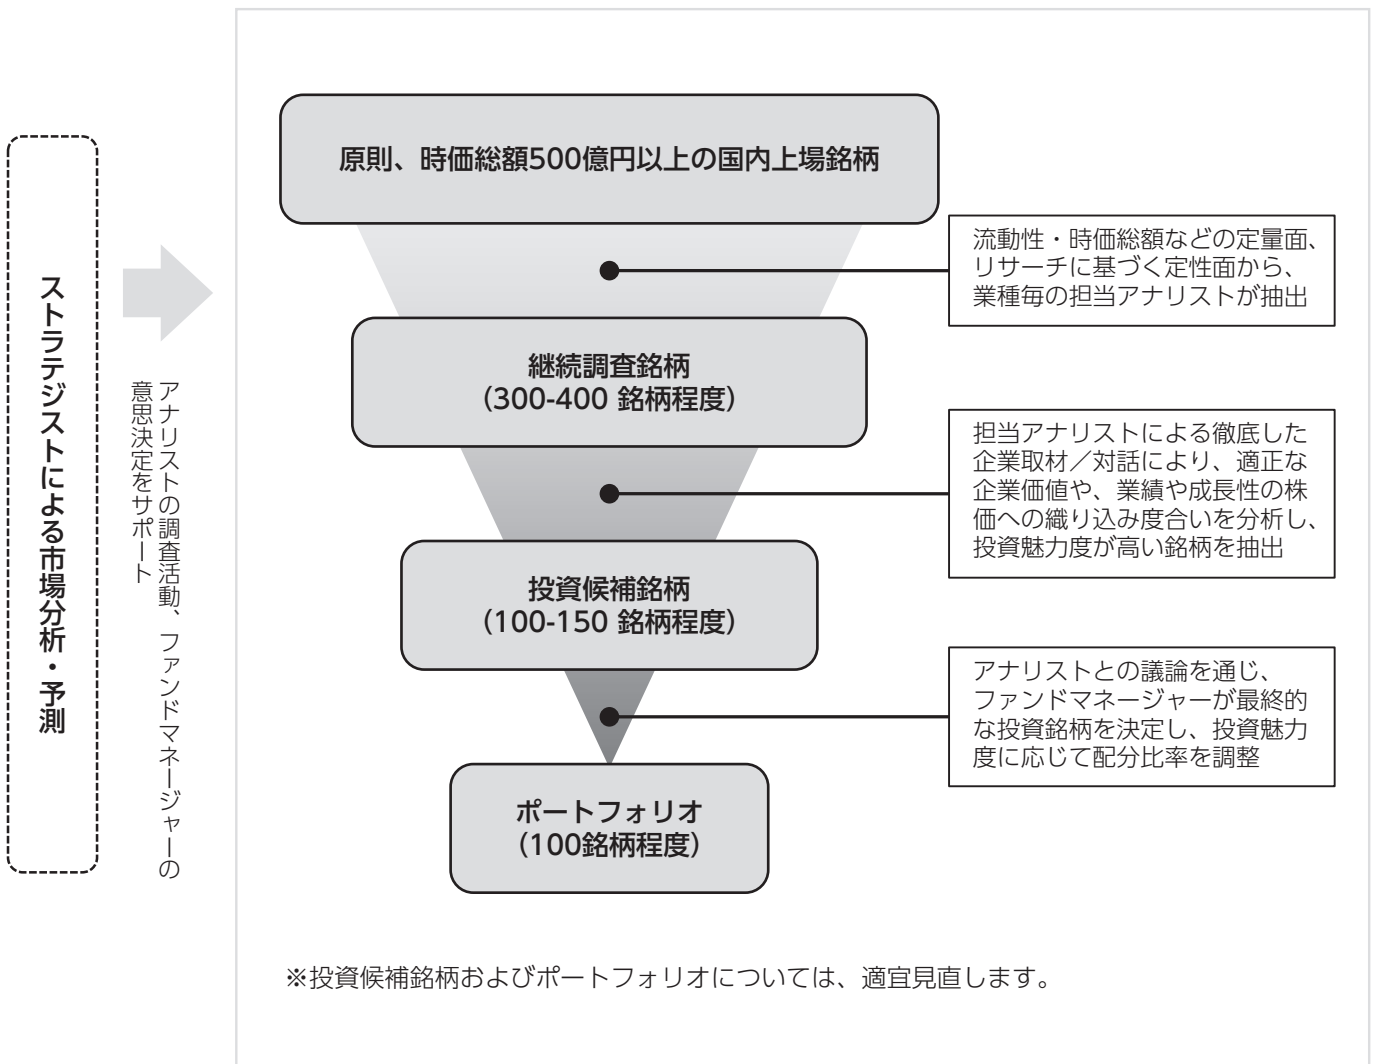 ストラテジストによる市場分析・予測
アナリストの調査活動、ファンドマネージャーの
意思決定をサポート
原則、時価総額500億円以上の国内上場銘柄
流動性・時価総額などの定量面、
リサーチに基づく定性面から、
業種毎の担当アナリストが抽出
継続調査銘柄
（300-400 銘柄程度）
担当アナリストによる徹底した
企業取材／対話により、適正な
企業価値や、業績や成長性の株
価への織り込み度合いを分析し、
投資魅力度が高い銘柄を抽出
投資候補銘柄
（100-150 銘柄程度）
アナリストとの議論を通じ、
ファンドマネージャーが最終的
な投資銘柄を決定し、投資魅力
度に応じて配分比率を調整
ポートフォリオ
（100銘柄程度）
※投資候補銘柄およびポートフォリオについては、適宜見直します。